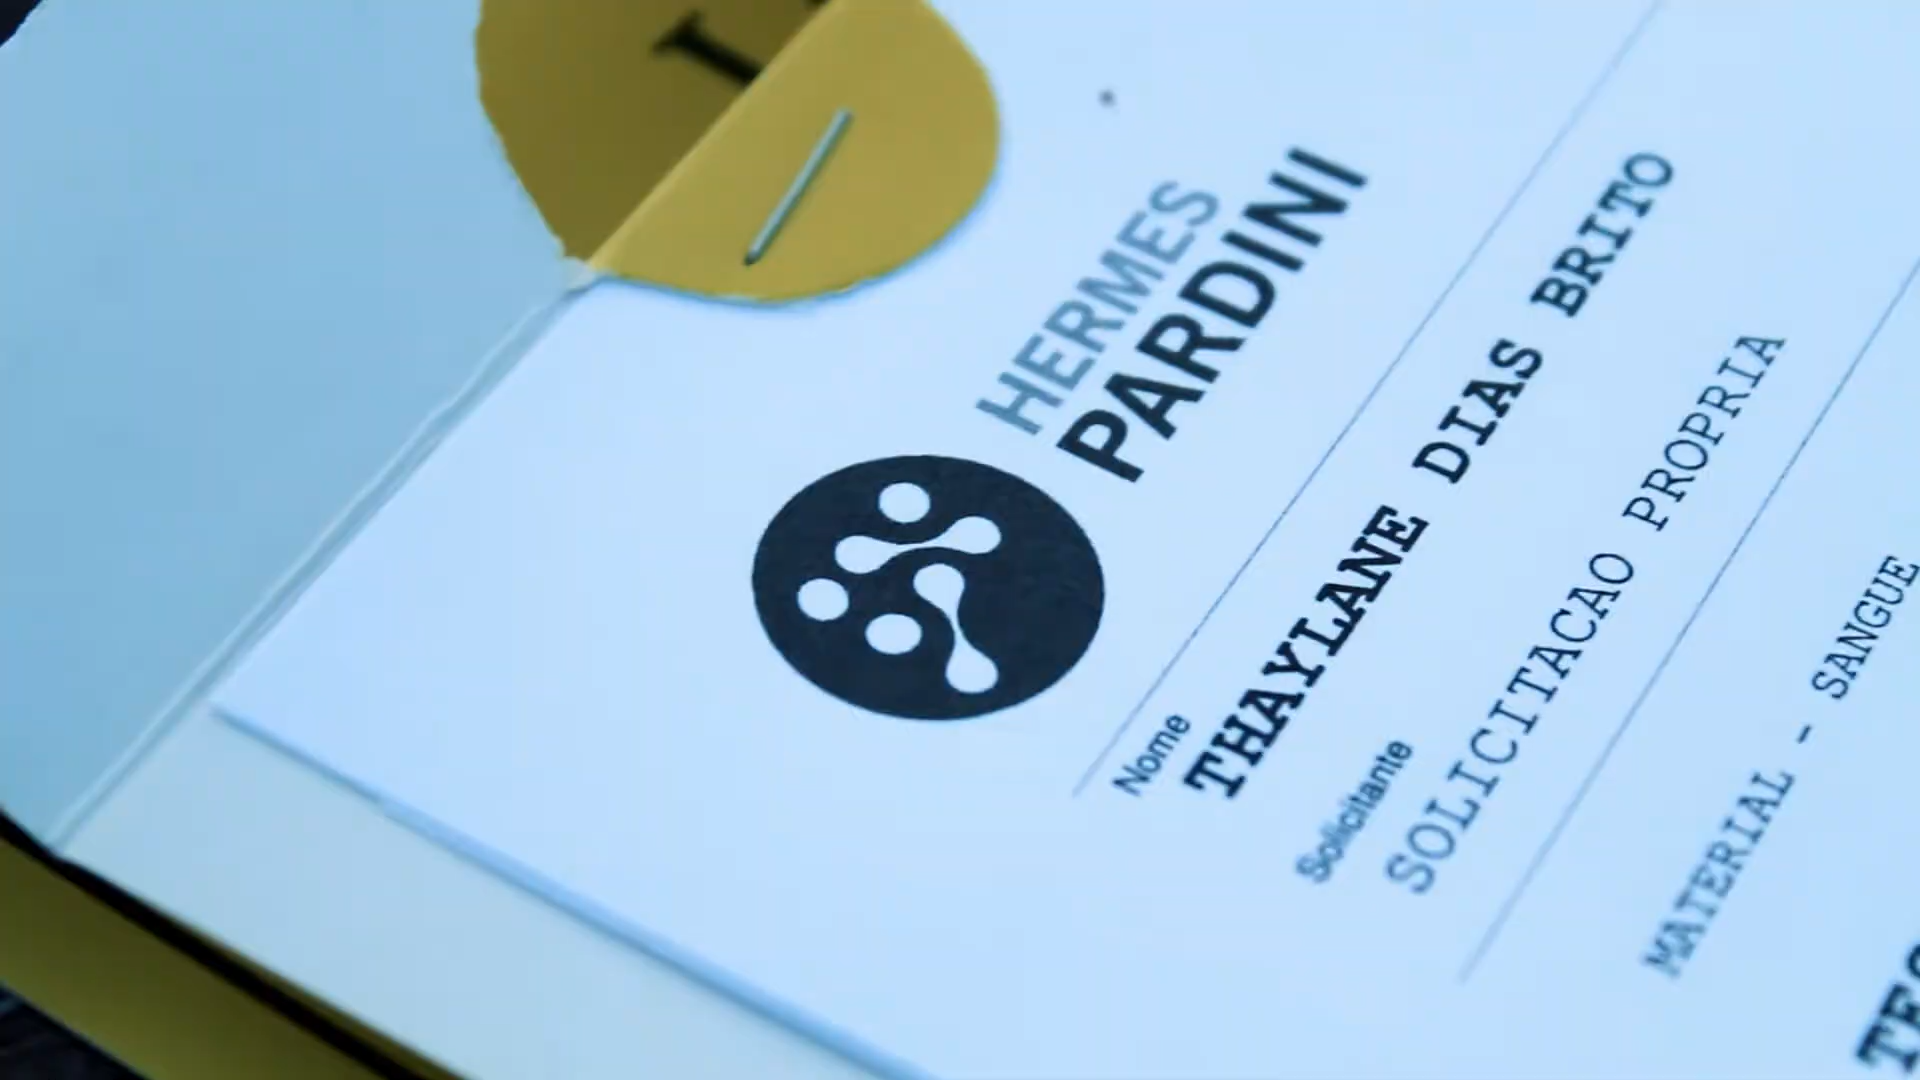 HERMES
PARDINI
Nome
THAYLANE DIAS BRITO
Solicitante
SOLICITACAO PROPRIA
MATERIAL - SANGUE